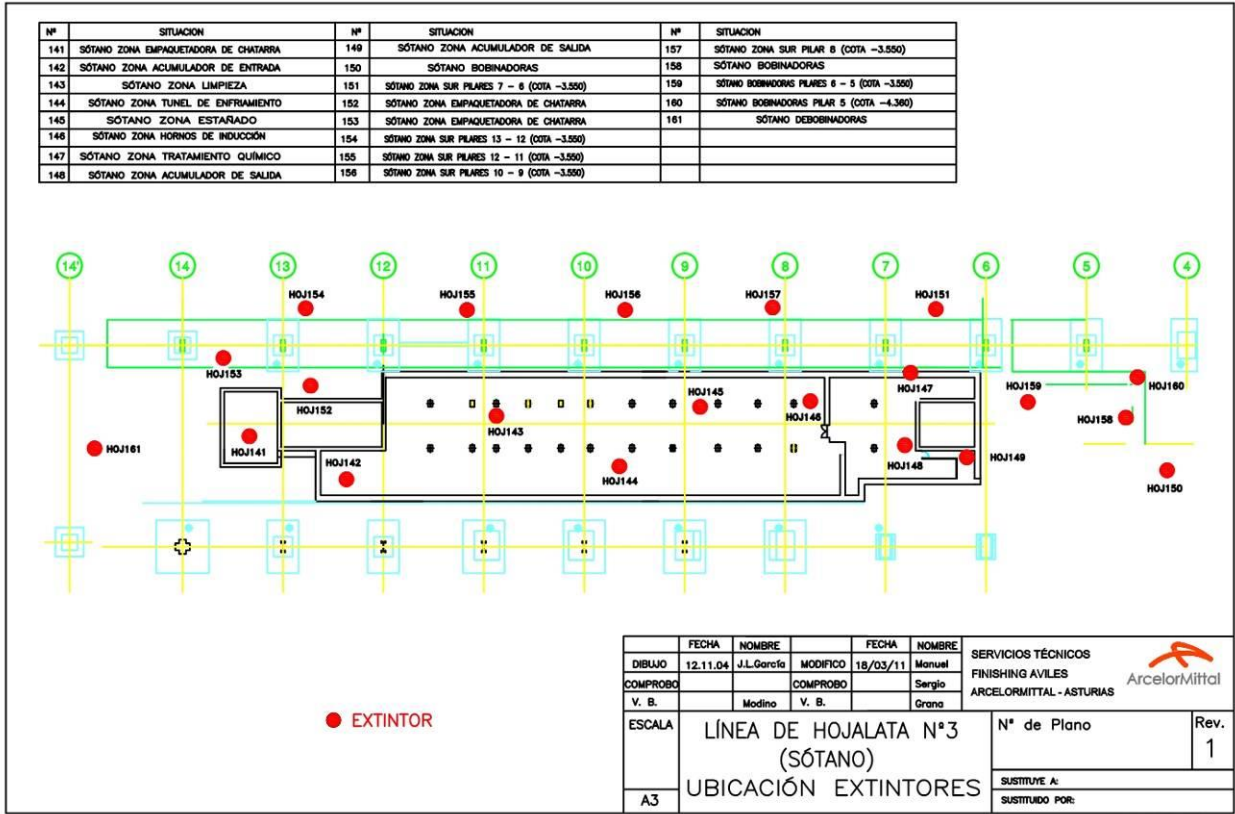 Nº SITUACION Nº SITUACION Nº SITUACION
141 SÓTANO ZONA EMPAQUETADORA DE CHATARRA 149 SÓTANO ZONA ACUMULADOR DE SALIDA 157 SÓTANO ZONA SUR PILAR 8 (COTA -3.550)
142 SÓTANO ZONA ACUMULADOR DE ENTRADA 150 SÓTANO BOBINADORAS 158 SÓTANO BOBINADORAS
143 SÓTANO ZONA LIMPIEZA 151 SÓTANO ZONA SUR PILARES 7 - 6 (COTA -3.550) 159 SÓTANO BOBINADORAS PILARES 6 - 5 (COTA -3.550)
144 SÓTANO ZONA TUNEL DE ENFRIAMIENTO 152 SÓTANO ZONA EMPAQUETADORA DE CHATARRA 160 SÓTANO BOBINADORAS PILAR 5 (COTA -4.360)
145 SÓTANO ZONA ESTAÑADO 153 SÓTANO ZONA EMPAQUETADORA DE CHATARRA 161 SÓTANO DEBOBINADORAS
146 SÓTANO ZONA HORNOS DE INDUCCIÓN 154 SÓTANO ZONA SUR PILARES 13 - 12 (COTA -3.550)
147 SÓTANO ZONA TRATAMIENTO QUÍMICO 155 SÓTANO ZONA SUR PILARES 12 - 11 (COTA -3.550)
148 SÓTANO ZONA ACUMULADOR DE SALIDA 156 SÓTANO ZONA SUR PILARES 10 - 9 (COTA -3.550)
14' 14 13 12 11 10 9 8 7 6 5 4
HOJ154 HOJ155 HOJ156 HOJ157 HOJ151
HOJ153 HOJ147 HOJ159 HOJ160
HOJ152 HOJ143 HOJ145 HOJ146 HOJ158
HOJ161 HOJ141 HOJ142 HOJ144 HOJ148 HOJ149 HOJ150
EXTINTOR
FECHA NOMBRE FECHA NOMBRE
DIBUJO 12.11.04 J.L.García MODIFICO 18/03/11 Manuel
COMPROBO COMPROBO Sergio
V. B. Modino V. B. Grana
SERVICIOS TÉCNICOS
FINISHING AVILES
ARCELORMITTAL - ASTURIAS
ArcelorMittal
ESCALA
A3
LÍNEA DE HOJALATA Nº3
(SÓTANO)
UBICACIÓN EXTINTORES
Nº de Plano
Rev.
1
SUSTITUYE A:
SUSTITUIDO POR: